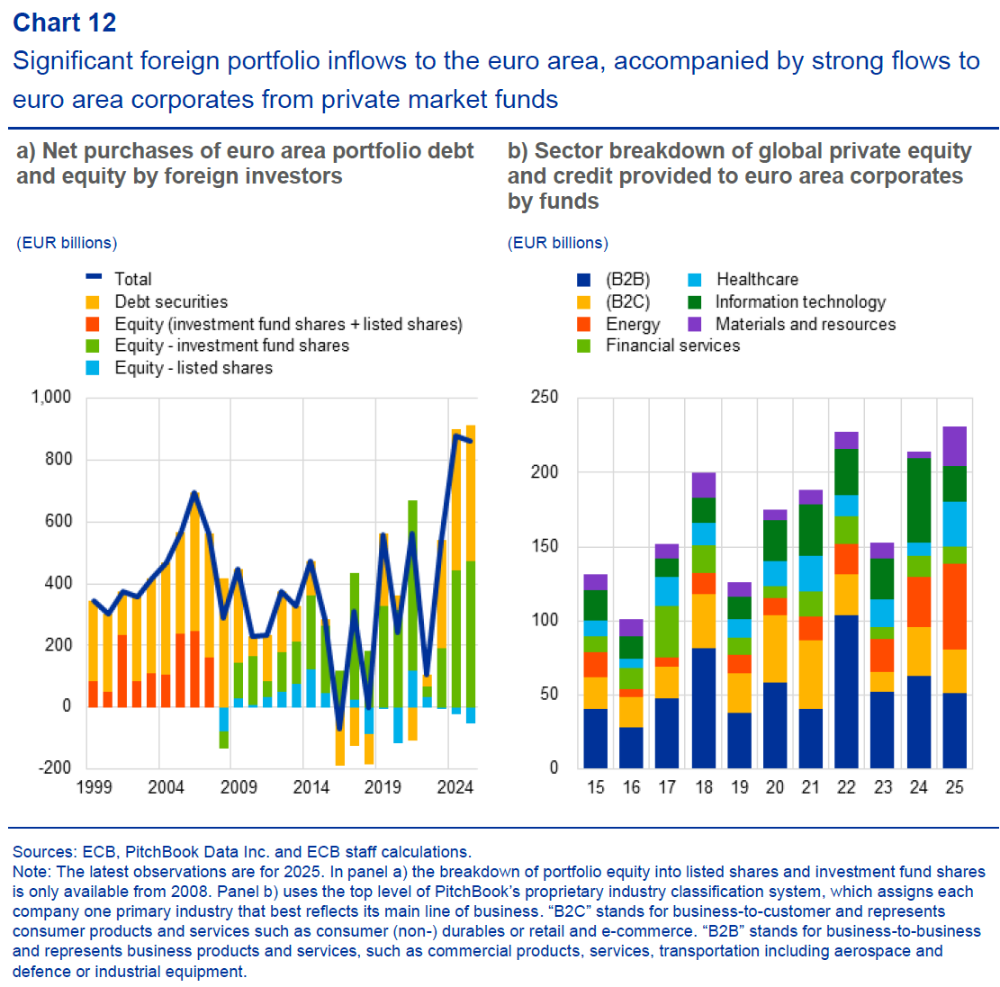 Chart 12
Significant foreign portfolio inflows to the euro area, accompanied by strong flows to
euro area corporates from private market funds
a) Net purchases of euro area portfolio debt
and equity by foreign investors
(EUR billions)
Total
Debt securities
Equity (investment fund shares + listed shares)
Equity - investment fund shares
Equity - listed shares
1,000
800
600
400
200
0
-200
1999
2004
2009
2014
2019
2024
b) Sector breakdown of global private equity
and credit provided to euro area corporates
by funds
(EUR billions)
(B2B)
(B2C)
Energy
Financial services
Healthcare
Information technology
Materials and resources
250
200
150
100
50
0
15
16
17
18
19
20
21
22
23
24
25
Sources: ECB, PitchBook Data Inc. and ECB staff calculations.
Note: The latest observations are for 2025. In panel a) the breakdown of portfolio equity into listed shares and investment fund shares
is only available from 2008. Panel b) uses the top level of PitchBook’s proprietary industry classification system, which assigns each
company one primary industry that best reflects its main line of business. “B2C” stands for business-to-customer and represents
consumer products and services such as consumer (non-) durables or retail and e-commerce. “B2B” stands for business-to-business
and represents business products and services, such as commercial products, services, transportation including aerospace and
defence or industrial equipment.